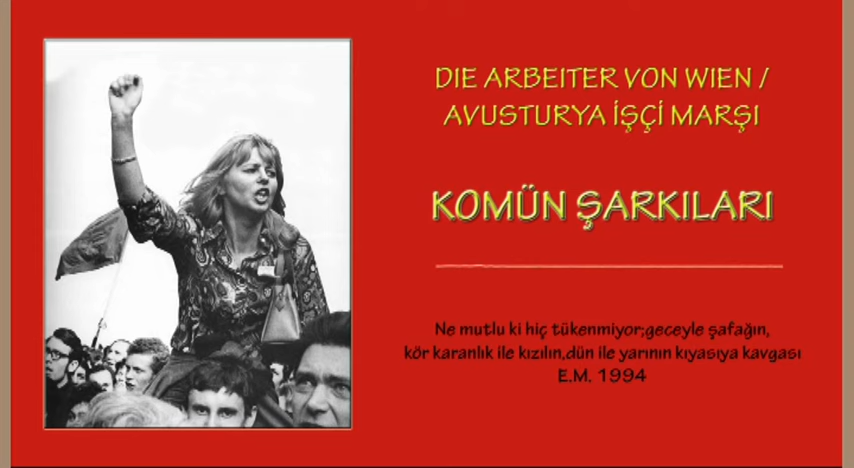 DIE ARBEITER VON WIEN /
AVUSTURYA İŞÇİ MARŞI
KOMÜN ŞARKILARI
Ne mutlu ki hiç tükenmiyor;geceyle şafağın,
kör karanlık ile kızılın,dün ile yarının kıyasıya kavgası
E.M. 1994